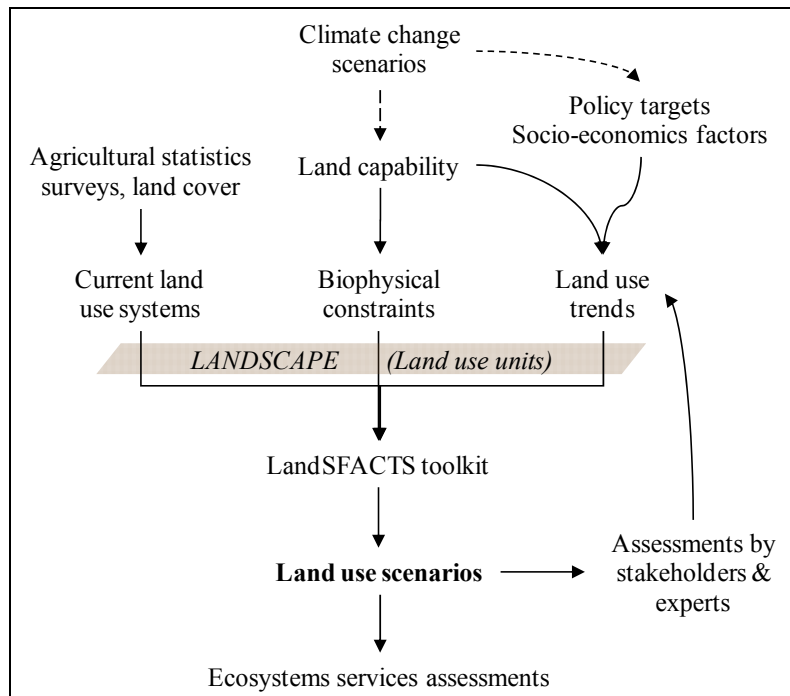 Climate change
scenarios
Policy targets
Socio-economics factors
Agricultural statistics
surveys, land cover
Land capability
Current land
use systems
Biophysical
constraints
Land use
trends
LANDSCAPE (Land use units)
LandSFACTS toolkit
Land use scenarios
Assessments by
stakeholders &
experts
Ecosystems services assessments